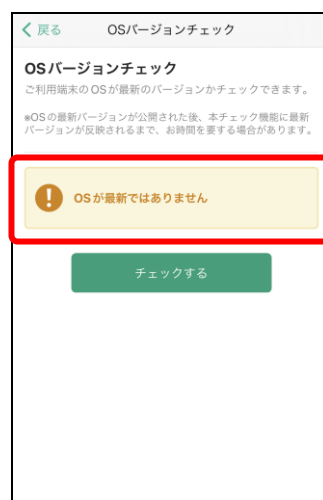 戻る OSバージョンチェック
OSバージョンチェック
ご利用端末のOSが最新のバージョンかチェックできます。
※OSの最新バージョンが公開された後、本チェック機能に最新
バージョンが反映されるまで、お時間を要する場合があります。
OSが最新ではありません
チェックする